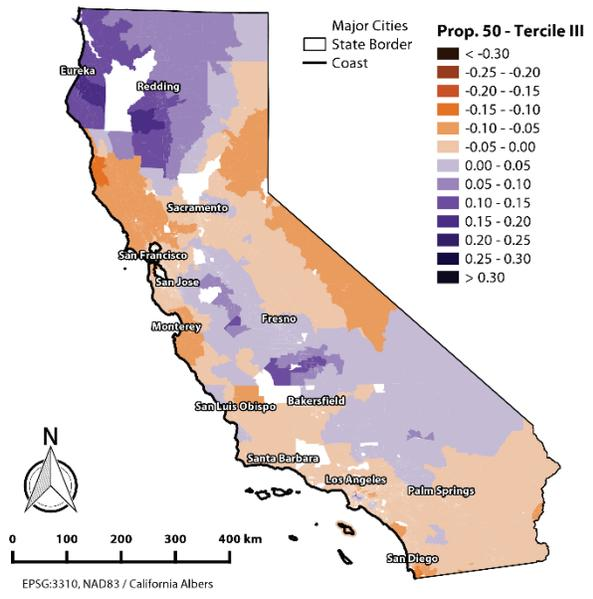 Major Cities
State Border
Coast
Prop. 50 - Tercile III
< -0.30
-0.25 - -0.20
-0.20 - -0.15
-0.15 - -0.10
-0.10 - -0.05
-0.05 - 0.00
0.00 - 0.05
0.05 - 0.10
0.10 - 0.15
0.15 - 0.20
0.20 - 0.25
0.25 - 0.30
> 0.30
Eureka
Redding
Sacramento
San Francisco
San Jose
Monterey
Fresno
San Luis Obispo
Bakersfield
Santa Barbara
Los Angeles
Palm Springs
San Diego
N
0 100 200 300 400 km
EPSG:3310, NAD83 / California Albers